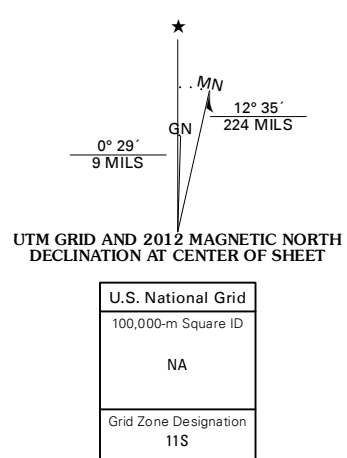 ★
MN
12° 35´
224 MILS
GN
0° 29´
9 MILS
UTM GRID AND 2012 MAGNETIC NORTH
DECLINATION AT CENTER OF SHEET
U.S. National Grid
100,000-m Square ID
NA
Grid Zone Designation
11S